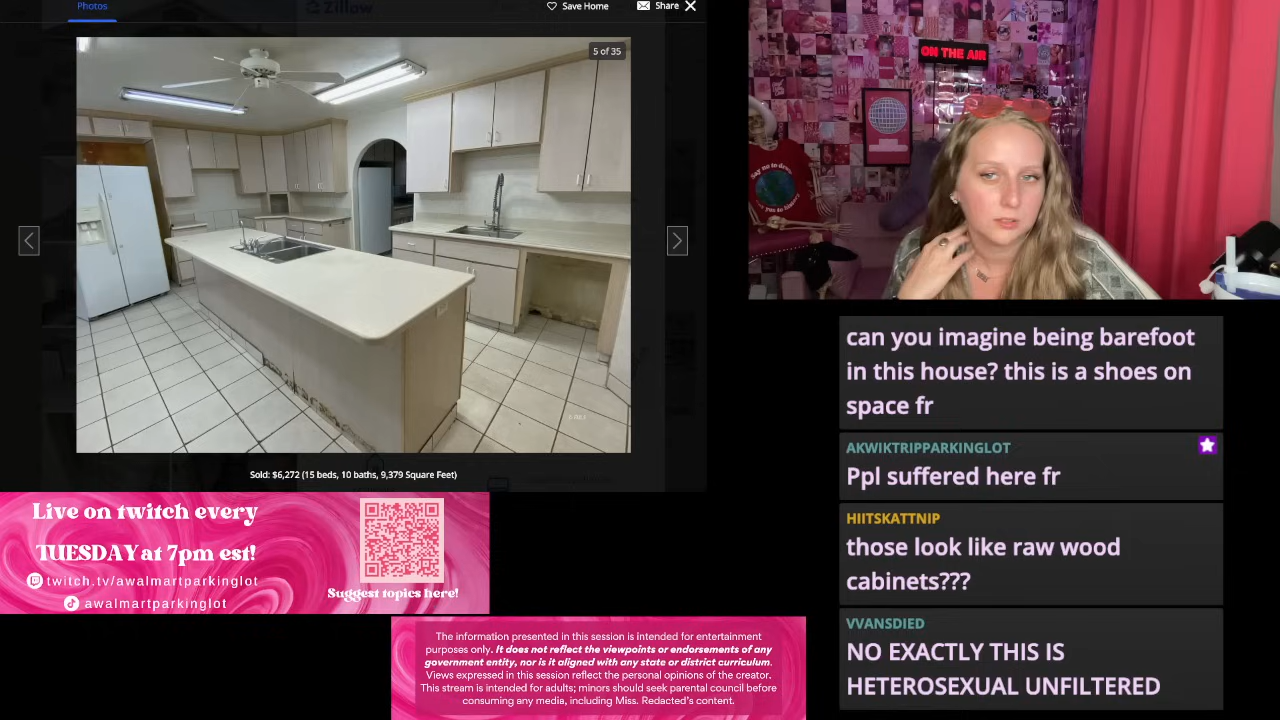 Photos
Zillow
Save Home
Share
5 of 35
Sold: $6,272 (15 beds, 10 baths, 9,379 Square Feet)
ON THE AIR
Say no to drugs
Live on twitch every
TUESDAY at 7pm est!
twitch.tv/awalmartparkinglot
awalmartparkinglot
Suggest topics here!
The information presented in this session is intended for entertainment
purposes only. It does not reflect the viewpoints or endorsements of any
government entity, nor is it aligned with any state or district curriculum.
Views expressed in this session reflect the personal opinions of the creator.
This stream is intended for adults; minors should seek parental council before
consuming any media, including Miss. Redacted's content.
can you imagine being barefoot
in this house? this is a shoes on
space fr
AKWIKTRIPPARKINGLOT
Ppl suffered here fr
HIITSKATTNIP
those look like raw wood
cabinets???
VVANSDIED
NO EXACTLY THIS IS
HETEROSEXUAL UNFILTERED